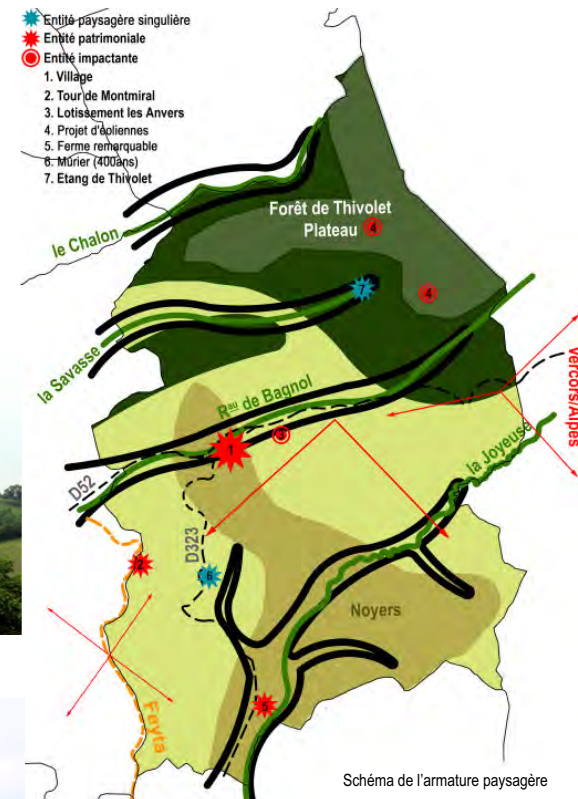 Entité paysagère singulière
Entité patrimoniale
Entité impactante
1. Village
2. Tour de Montmiral
3. Lotissement les Anvers
4. Projet d'éoliennes
5. Ferme remarquable
6. Murier (400ans)
7. Etang de Thivolet
Forêt de Thivolet
Plateau
4
le Chalon
7
4
la Savasse
Vercors/Alpes
Rau de Bagnol
3
1
la Joyeuse
D52
D323
2
6
Noyers
5
Feyta
Schéma de l'armature paysagère